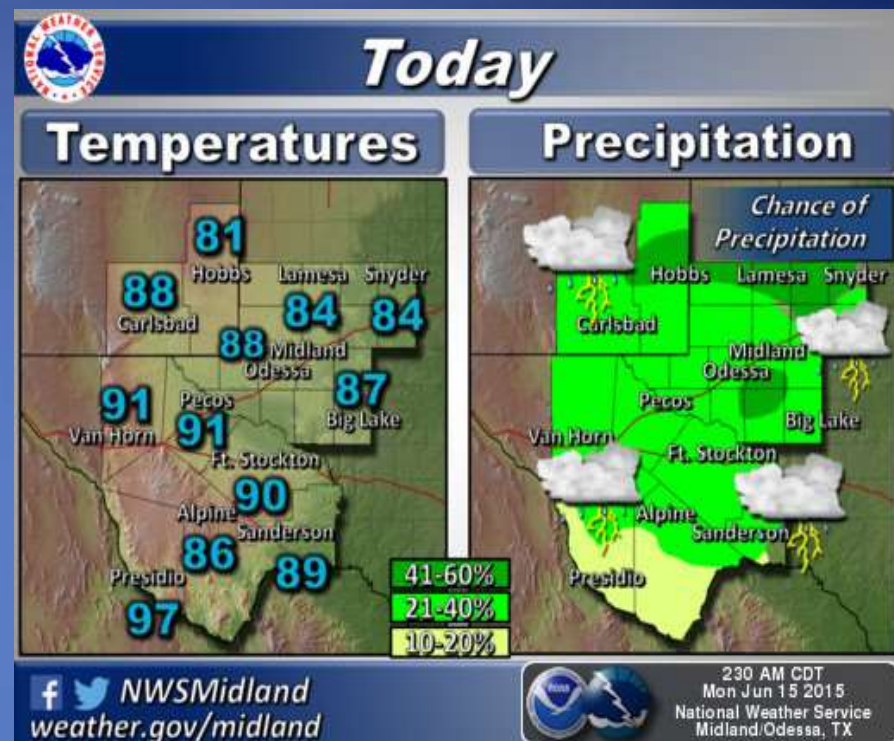 NATIONAL WEATHER SERVICE
Today
Temperatures
81
Hobbs Lamesa Snyder
88 84 84
Carlsbad
88 Midland
Odessa
87
Big Lake
91
Van Horn
Pecos
91
Ft. Stockton
90
Alpine
Sanderson
86
89
Presidio
97
Precipitation
Chance of
Precipitation
Hobbs Lamesa Snyder
Carlsbad
Midland
Odessa
Pecos
Big Lake
Van Horn
Ft. Stockton
Alpine
Sanderson
Presidio
41-60%
21-40%
10-20%
NWSMidland
weather.gov/midland
NOAA
230 AM CDT
Mon Jun 15 2015
National Weather Service
Midland/Odessa, TX